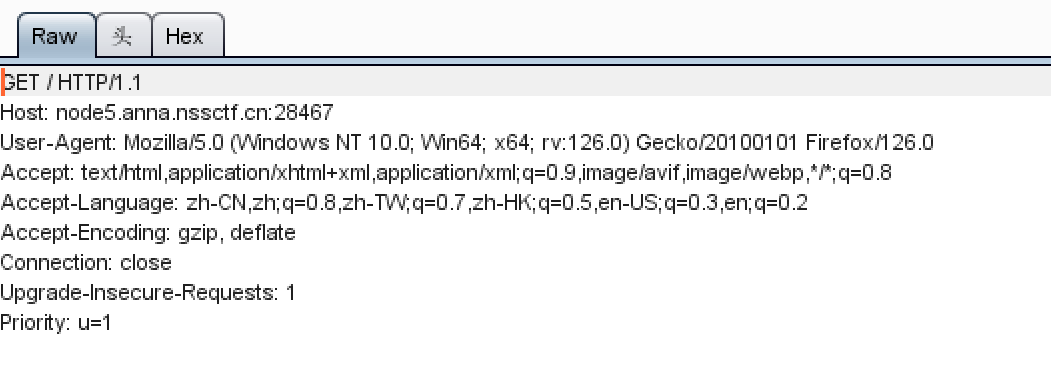 Raw 头 Hex
GET / HTTP/1.1
Host: node5.anna.nssctf.cn:28467
User-Agent: Mozilla/5.0 (Windows NT 10.0; Win64; x64; rv:126.0) Gecko/20100101 Firefox/126.0
Accept: text/html,application/xhtml+xml,application/xml;q=0.9,image/avif,image/webp,*/*;q=0.8
Accept-Language: zh-CN,zh;q=0.8,zh-TW;q=0.7,zh-HK;q=0.5,en-US;q=0.3,en;q=0.2
Accept-Encoding: gzip, deflate
Connection: close
Upgrade-Insecure-Requests: 1
Priority: u=1